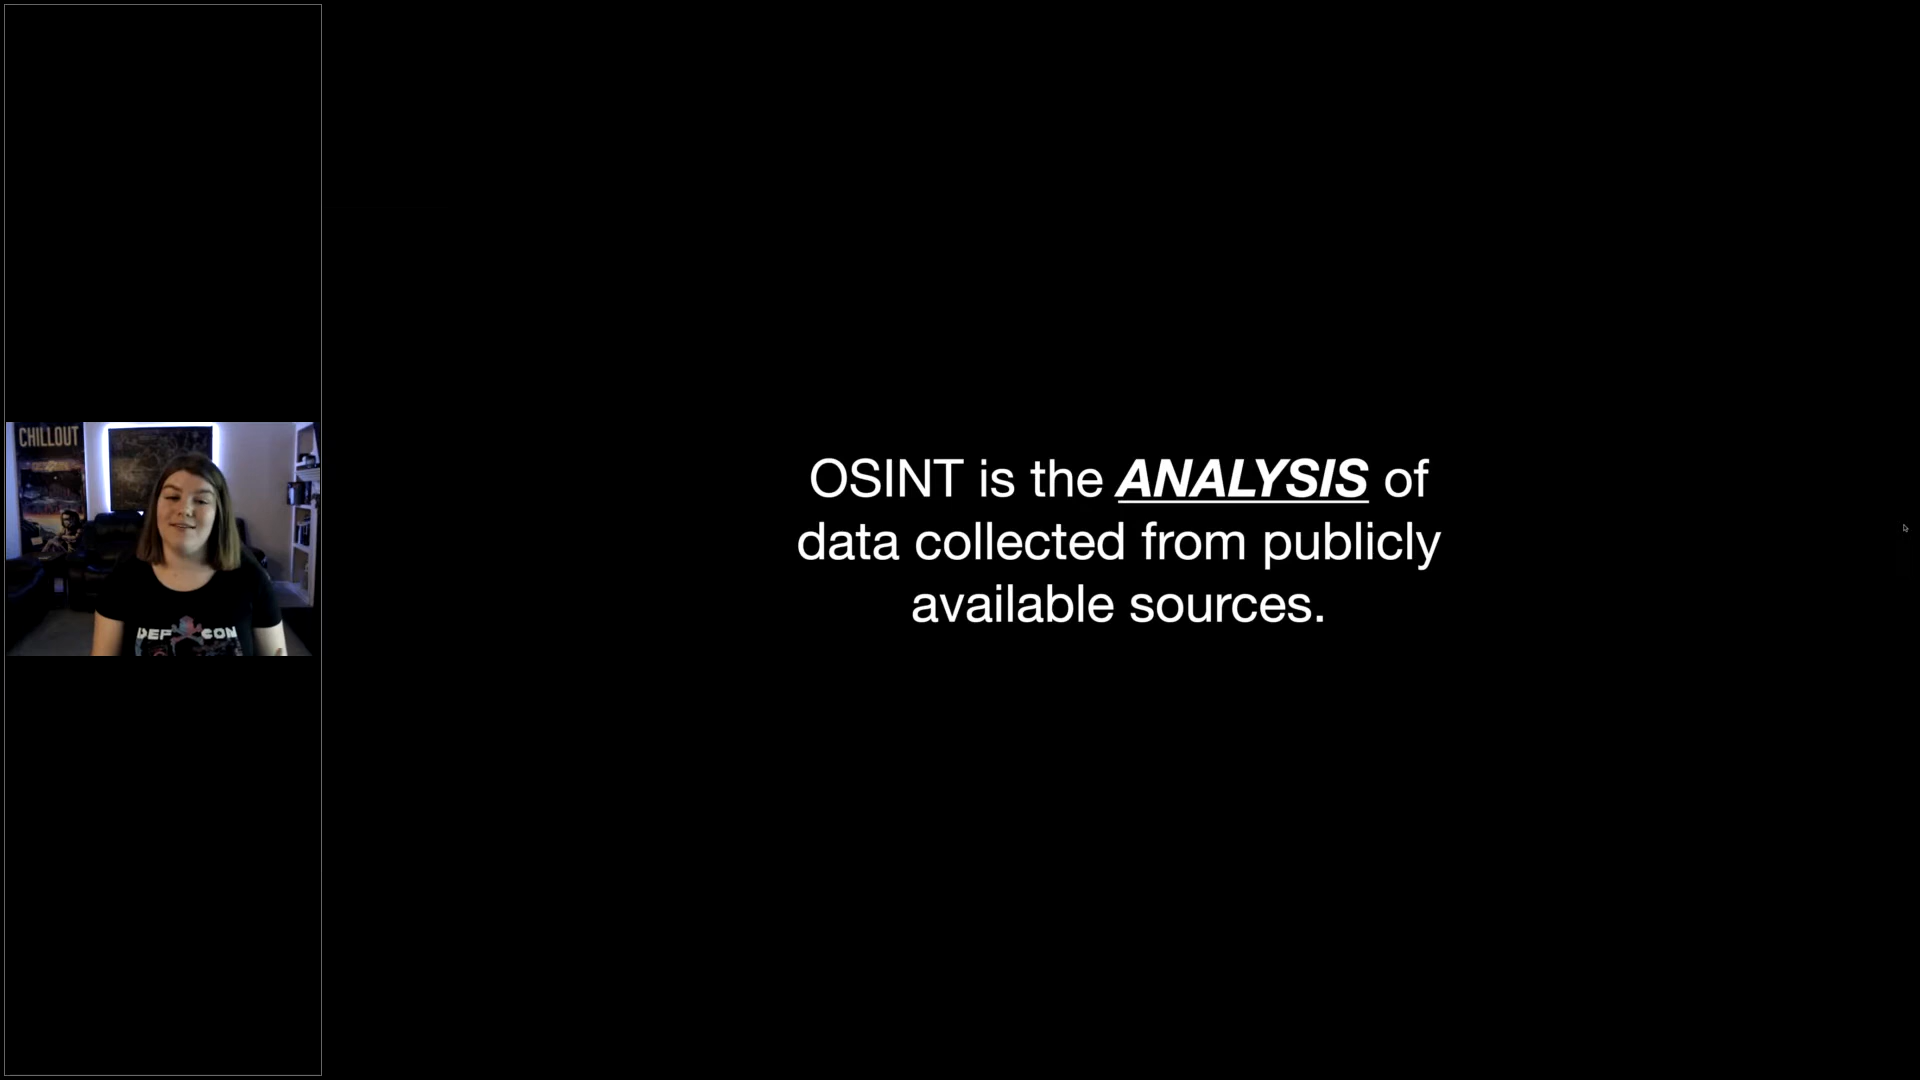 CHILLOUT
DEF CON
OSINT is the ANALYSIS of
data collected from publicly
available sources.